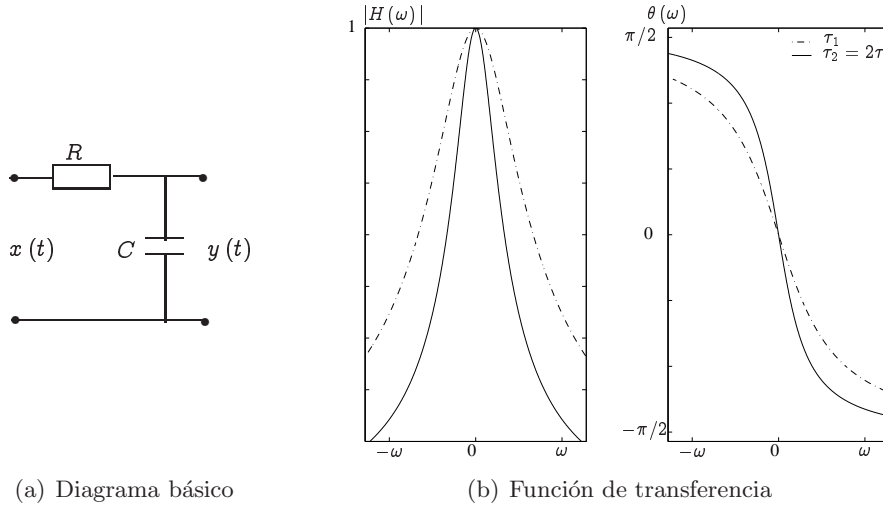 R
x (t)
C
y (t)
(a) Diagrama básico
|H (ω)|
1
−ω
0
ω
θ (ω)
π/2
0
−π/2
τ₁
τ₂ = 2τ
−ω
0
ω
(b) Función de transferencia